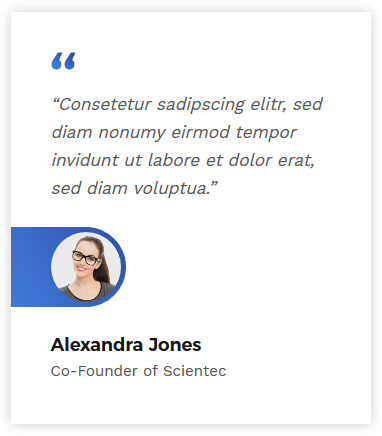 “Consetetur sadipscing elitr, sed
diam nonumy eirmod tempor
invidunt ut labore et dolor erat,
sed diam voluptua.”
Alexandra Jones
Co-Founder of Scientec